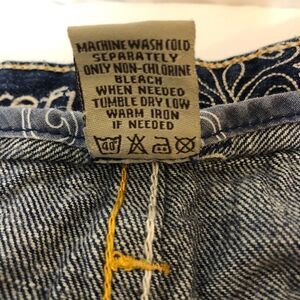 MACHINE WASH COLD
SEPARATELY
ONLY NON-CHLORINE
BLEACH
WHEN NEEDED
TUMBLE DRY LOW
WARM IRON
IF NEEDED
40°